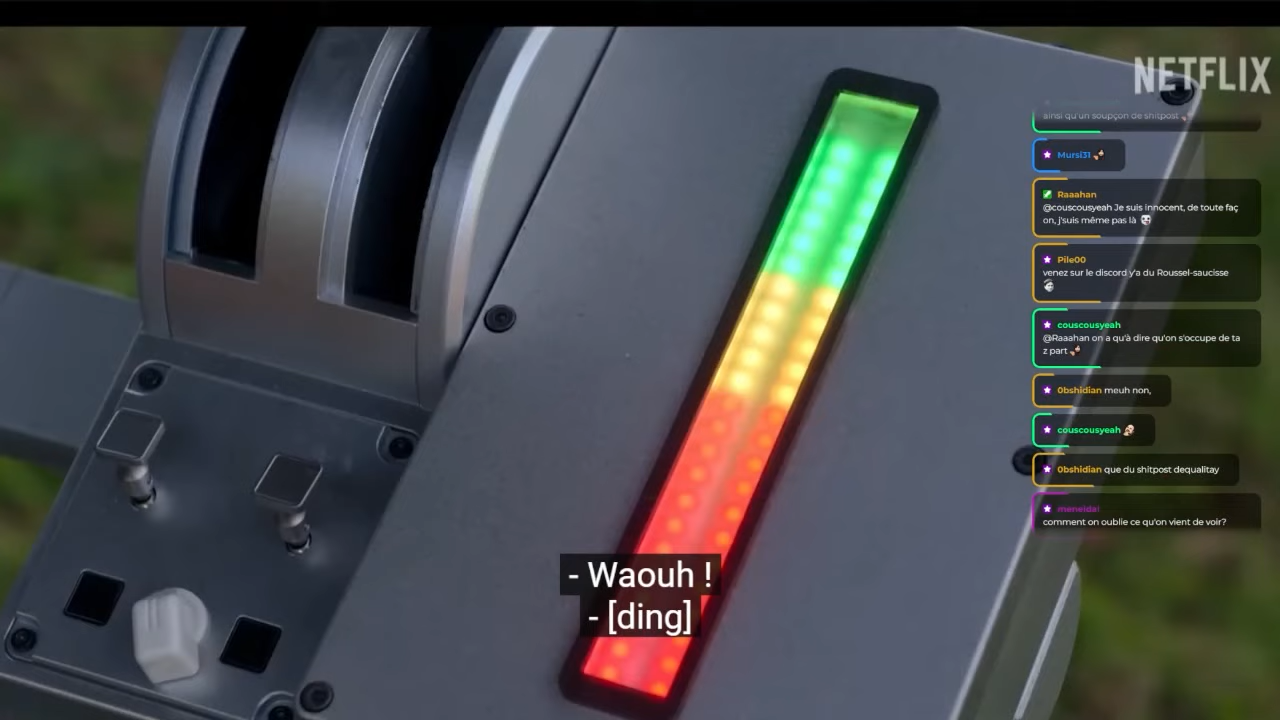 NETFLIX
ainsi qu'un soupçon de shitpost
Mursi31
Raaahan
@couscousyeah Je suis innocent, de toute faç
on, j'suis même pas là
Pile00
venez sur le discord y'a du Roussel-saucisse
couscousyeah
@Raaahan on a qu'à dire qu'on s'occupe de ta
z part
0bshidian meuh non,
couscousyeah
0bshidian que du shitpost dequalitay
meneldal
comment on oublie ce qu'on vient de voir?
- Waouh !
- [ding]